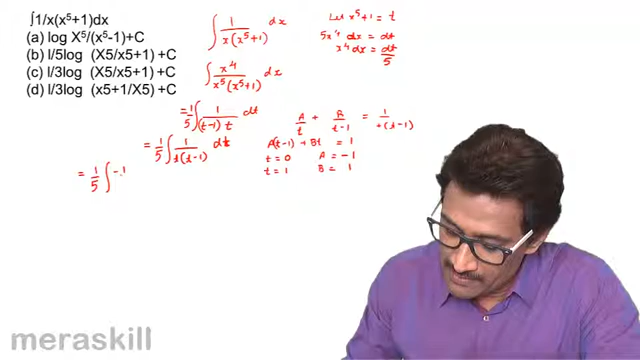 ∫1/x(x⁵+1)dx
(a) log X⁵/(x⁵-1)+C
(b) l/5log (X5/x5+1) +C
(c) l/3log (X5/x5+1) +C
(d) l/3log (x5+1/X5) +C
∫ 1/x(x⁵+1) dx
∫ x⁴/x⁵(x⁵+1) dx
= 1/5 ∫ 1/(t-1) t dt
= 1/5 ∫ 1/t(t-1) dt
= 1/5 ∫ -1
Let x⁵+1 = t
5x⁴ dx = dt
x⁴ dx = dt/5
A/t + B/t-1 = 1/t(t-1)
A(t-1) + Bt = 1
t = 0 A = -1
t = 1 B = 1
meraskill